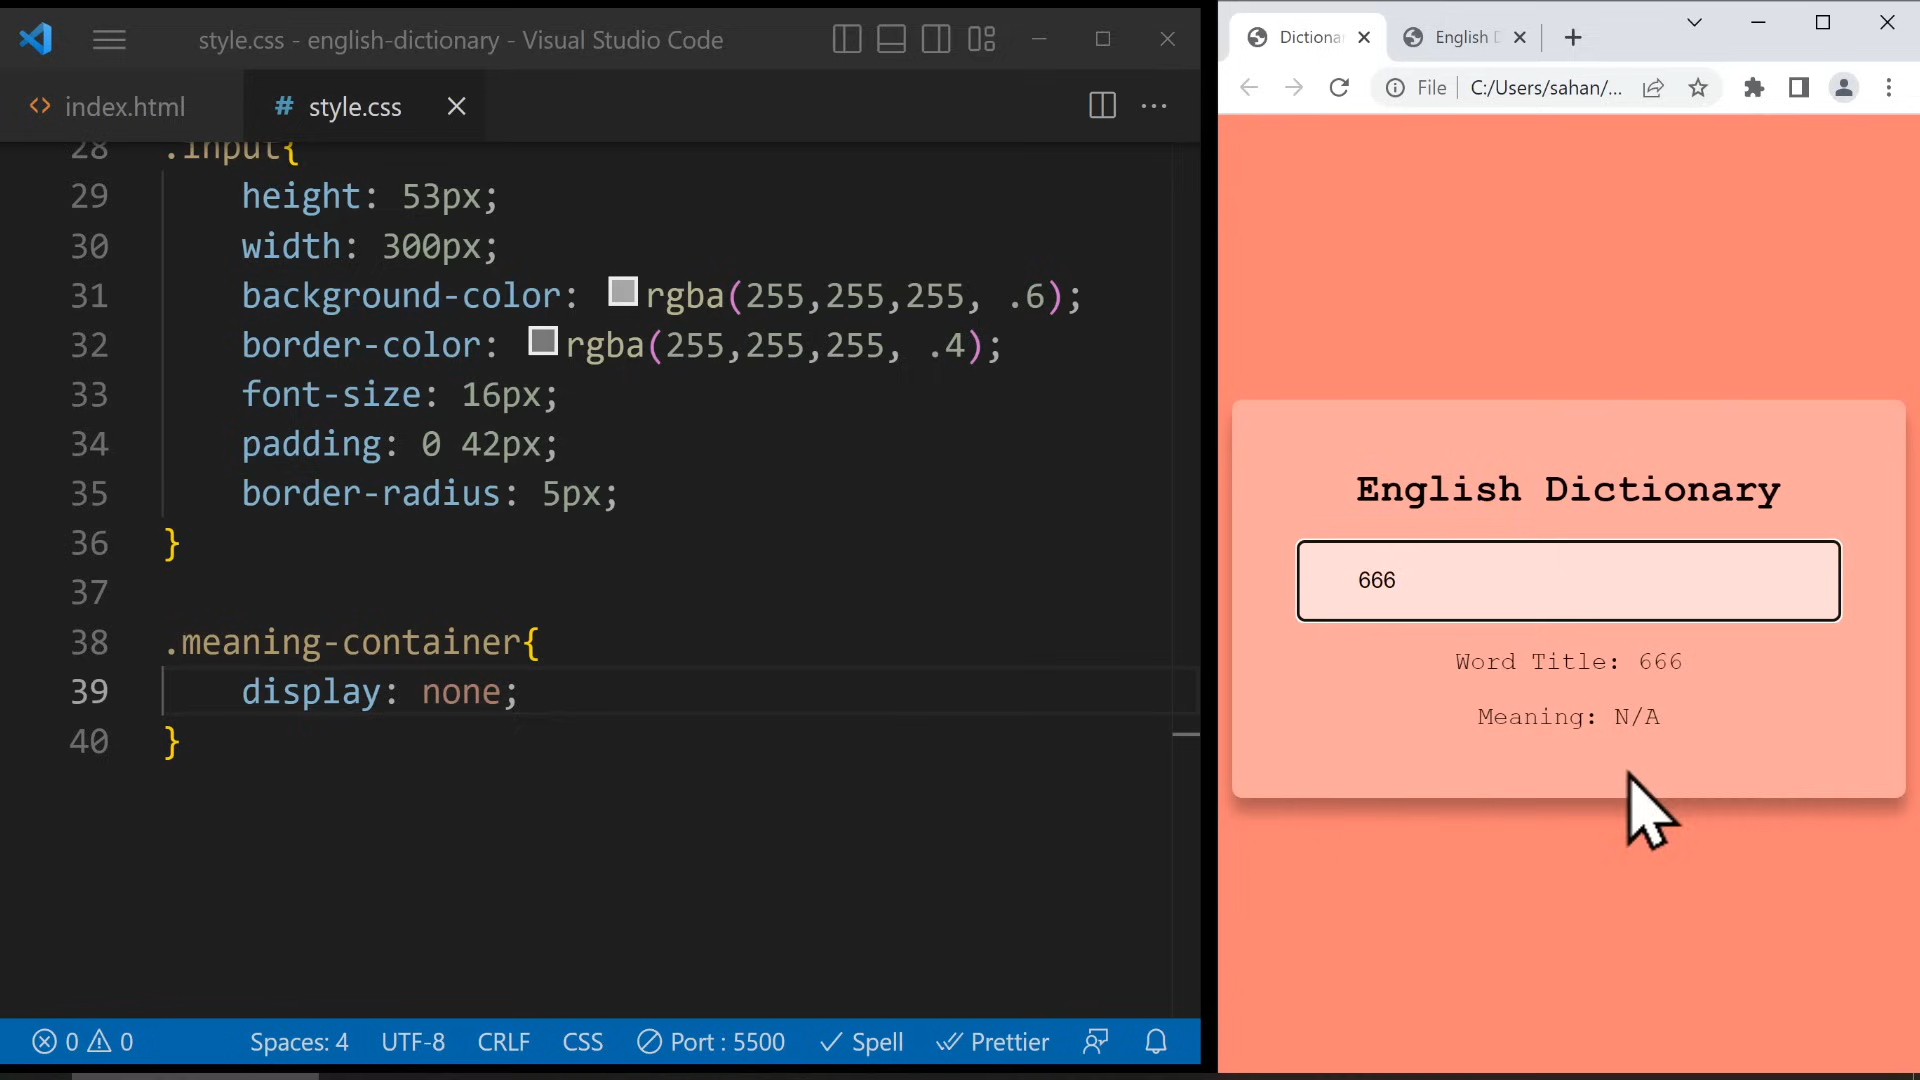 style.css - english-dictionary - Visual Studio Code
index.html
# style.css
28 .input{
29 height: 53px;
30 width: 300px;
31 background-color: rgba(255,255,255, .6);
32 border-color: rgba(255,255,255, .4);
33 font-size: 16px;
34 padding: 0 42px;
35 border-radius: 5px;
36 }
37
38 .meaning-container{
39 display: none;
40 }
0 0 Spaces: 4 UTF-8 CRLF CSS Port : 5500 Spell Prettier
Dictiona
English D
File C:/Users/sahan/...
English Dictionary
666
Word Title: 666
Meaning: N/A